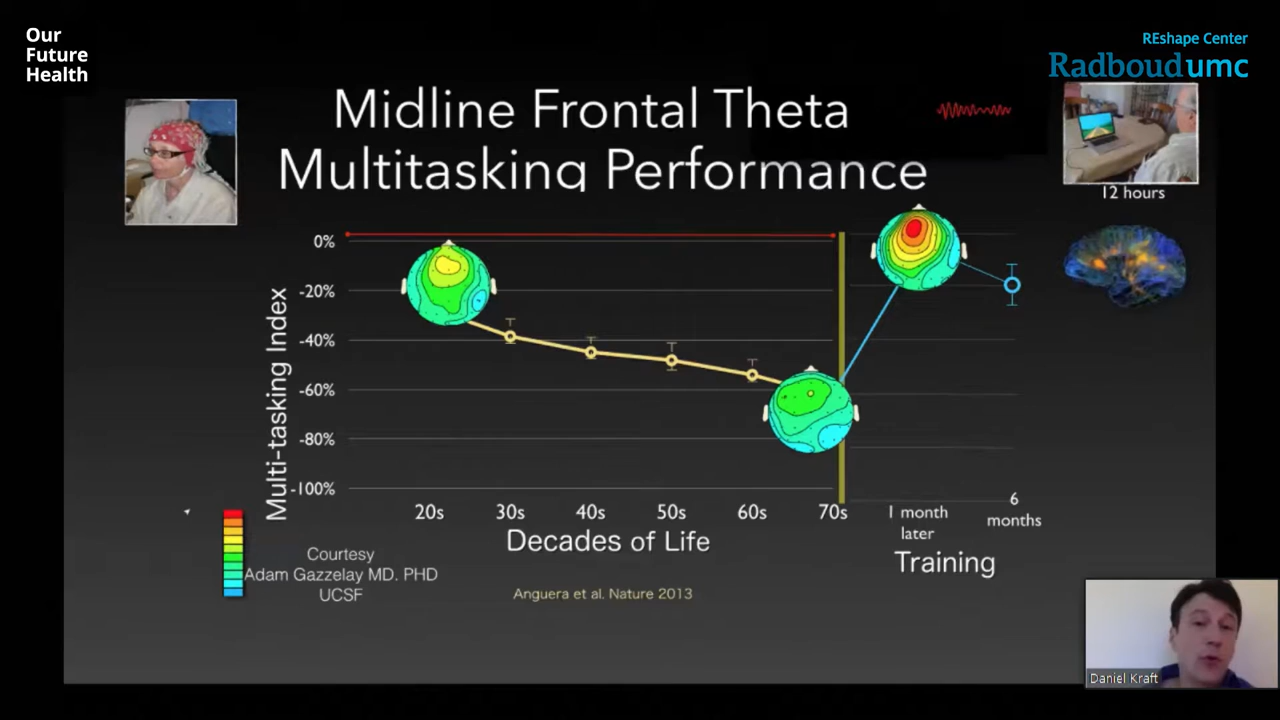 Our
Future
Health
REshape Center
Radboudumc
Midline Frontal Theta
Multitasking Performance
12 hours
0%
-20%
-40%
-60%
-80%
-100%
Multi-tasking Index
20s
30s
40s
50s
60s
70s
1 month
later
6
months
Decades of Life
Training
Courtesy
Adam Gazzelay MD. PHD
UCSF
Anguera et al. Nature 2013
Daniel Kraft